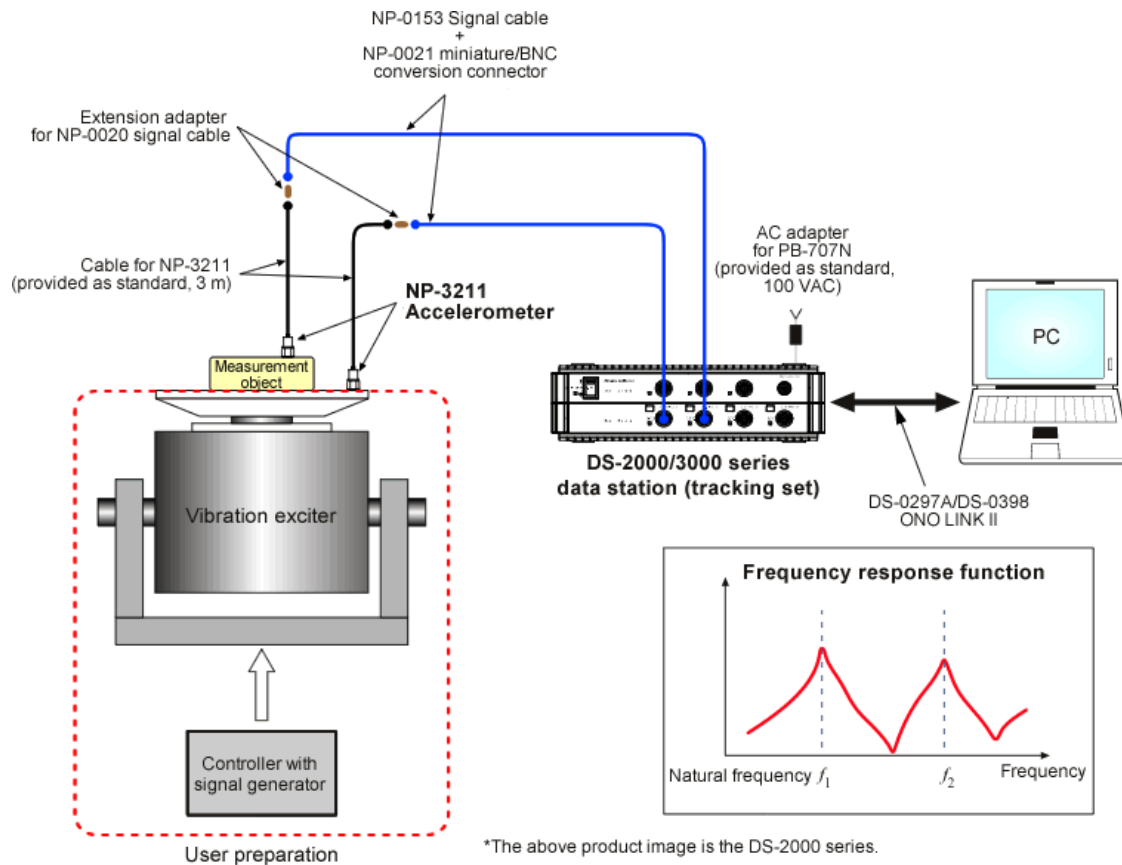 NP-0153 Signal cable
+
NP-0021 miniature/BNC
conversion connector
Extension adapter
for NP-0020 signal cable
Cable for NP-3211
(provided as standard, 3 m)
NP-3211
Accelerometer
AC adapter
for PB-707N
(provided as standard,
100 VAC)
PC
Measurement
object
Vibration exciter
DS-2000/3000 series
data station (tracking set)
DS-0297A/DS-0398
ONO LINK II
Controller with
signal generator
User preparation
Frequency response function
Natural frequency f1
f2
Frequency
*The above product image is the DS-2000 series.